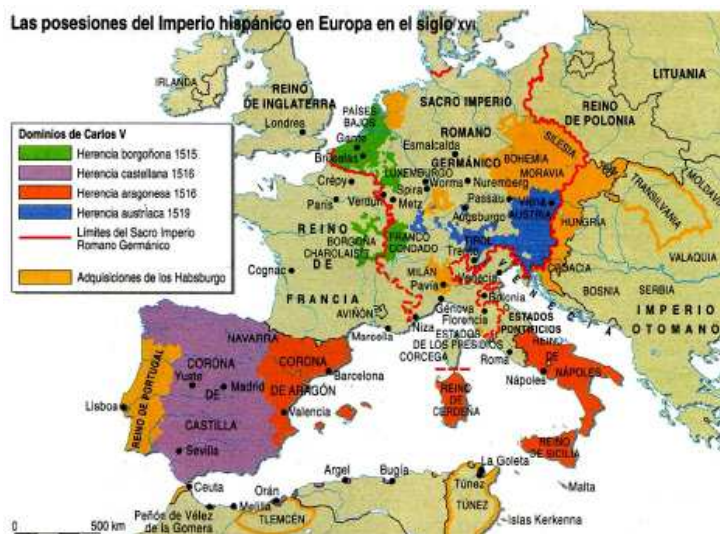 Las posesiones del Imperio hispánico en Europa en el siglo XVI
IRLANDA
REINO
DE INGLATERRA
Londres
PAÍSES
BAJOS
Gante
Bruselas
SACRO IMPERIO
ROMANO
GERMÁNICO
Esmalcalda
LITUANIA
REINO
DE POLONIA
SILESIA
BOHEMIA
MORAVIA
Dominios de Carlos V
Herencia borgoñona 1515
Herencia castellana 1516
Herencia aragonesa 1516
Herencia austríaca 1519
Límites del Sacro Imperio
Romano Germánico
Adquisiciones de los Habsburgo
LUXEMBURGO
Crépy
Spira
Worms
Nuremberg
París
Verdun
Metz
Passau
Viena
Augsburgo
AUSTRIA
HUNGRÍA
TRANSILVANIA
MOLDAVIA
VALAQUIA
REINO
DE
FRANCIA
BORGOÑA
CHAROLAIS
FRANCO
CONDADO
TIROL
Trento
Cognac
MILÁN
Pavía
Venecia
VENECIA
CROACIA
BOSNIA
SERBIA
IMPERIO
OTOMANO
AVIÑÓN
Marsella
Niza
Génova
Bolonia
Florencia
ESTADOS
DE LOS PRESIDIOS
ESTADOS
PONTIFICIOS
CORCEGA
Roma
REINO
DE
NÁPOLES
Nápoles
NAVARRA
CORONA
DE
CASTILLA
Yuste
Madrid
CORONA
DE ARAGÓN
Barcelona
Valencia
REINO DE PORTUGAL
Lisboa
Sevilla
REINO
DE
CERDEÑA
REINO
DE SICILIA
Ceuta
Melilla
Orán
Argel
Bugía
La Goleta
Túnez
TÚNEZ
Malta
Islas Kerkenna
Peñón de Vélez
de la Gomera
TLEMCÉN
0 500 km